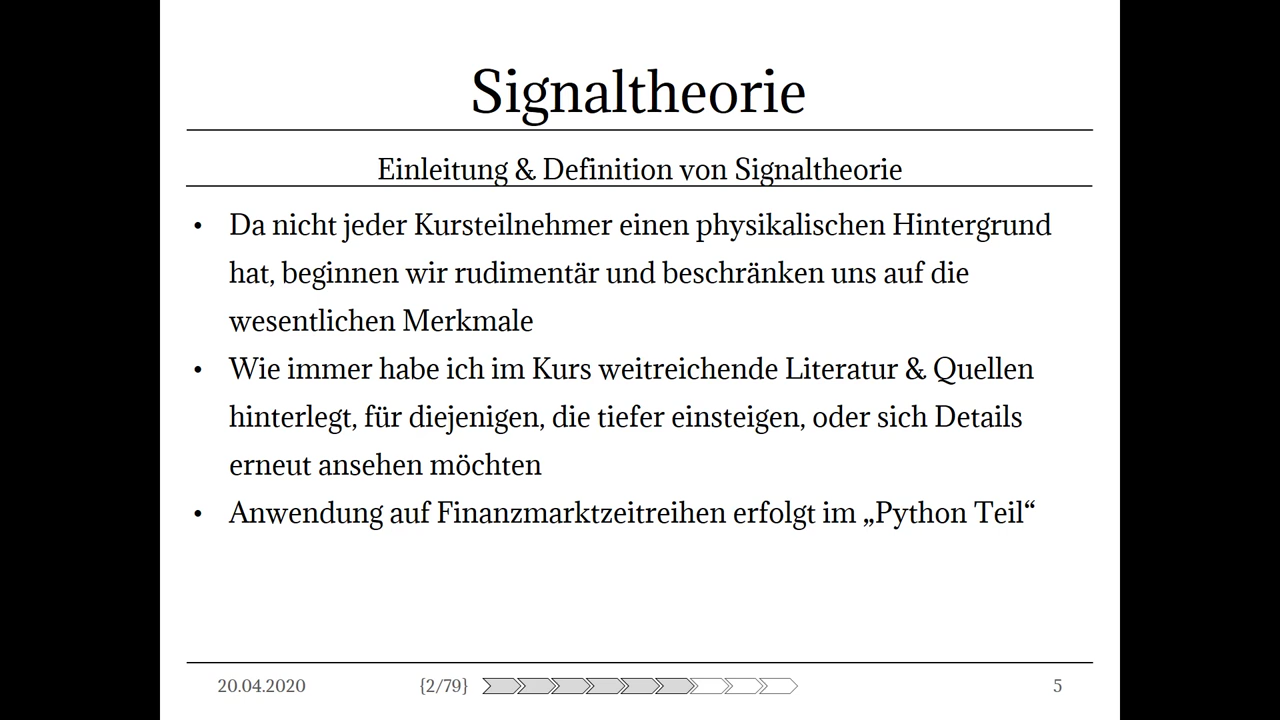 Signaltheorie
Einleitung & Definition von Signaltheorie
• Da nicht jeder Kursteilnehmer einen physikalischen Hintergrund
hat, beginnen wir rudimentär und beschränken uns auf die
wesentlichen Merkmale
• Wie immer habe ich im Kurs weitreichende Literatur & Quellen
hinterlegt, für diejenigen, die tiefer einsteigen, oder sich Details
erneut ansehen möchten
• Anwendung auf Finanzmarktzeitreihen erfolgt im „Python Teil“
20.04.2020 {2/79} 5